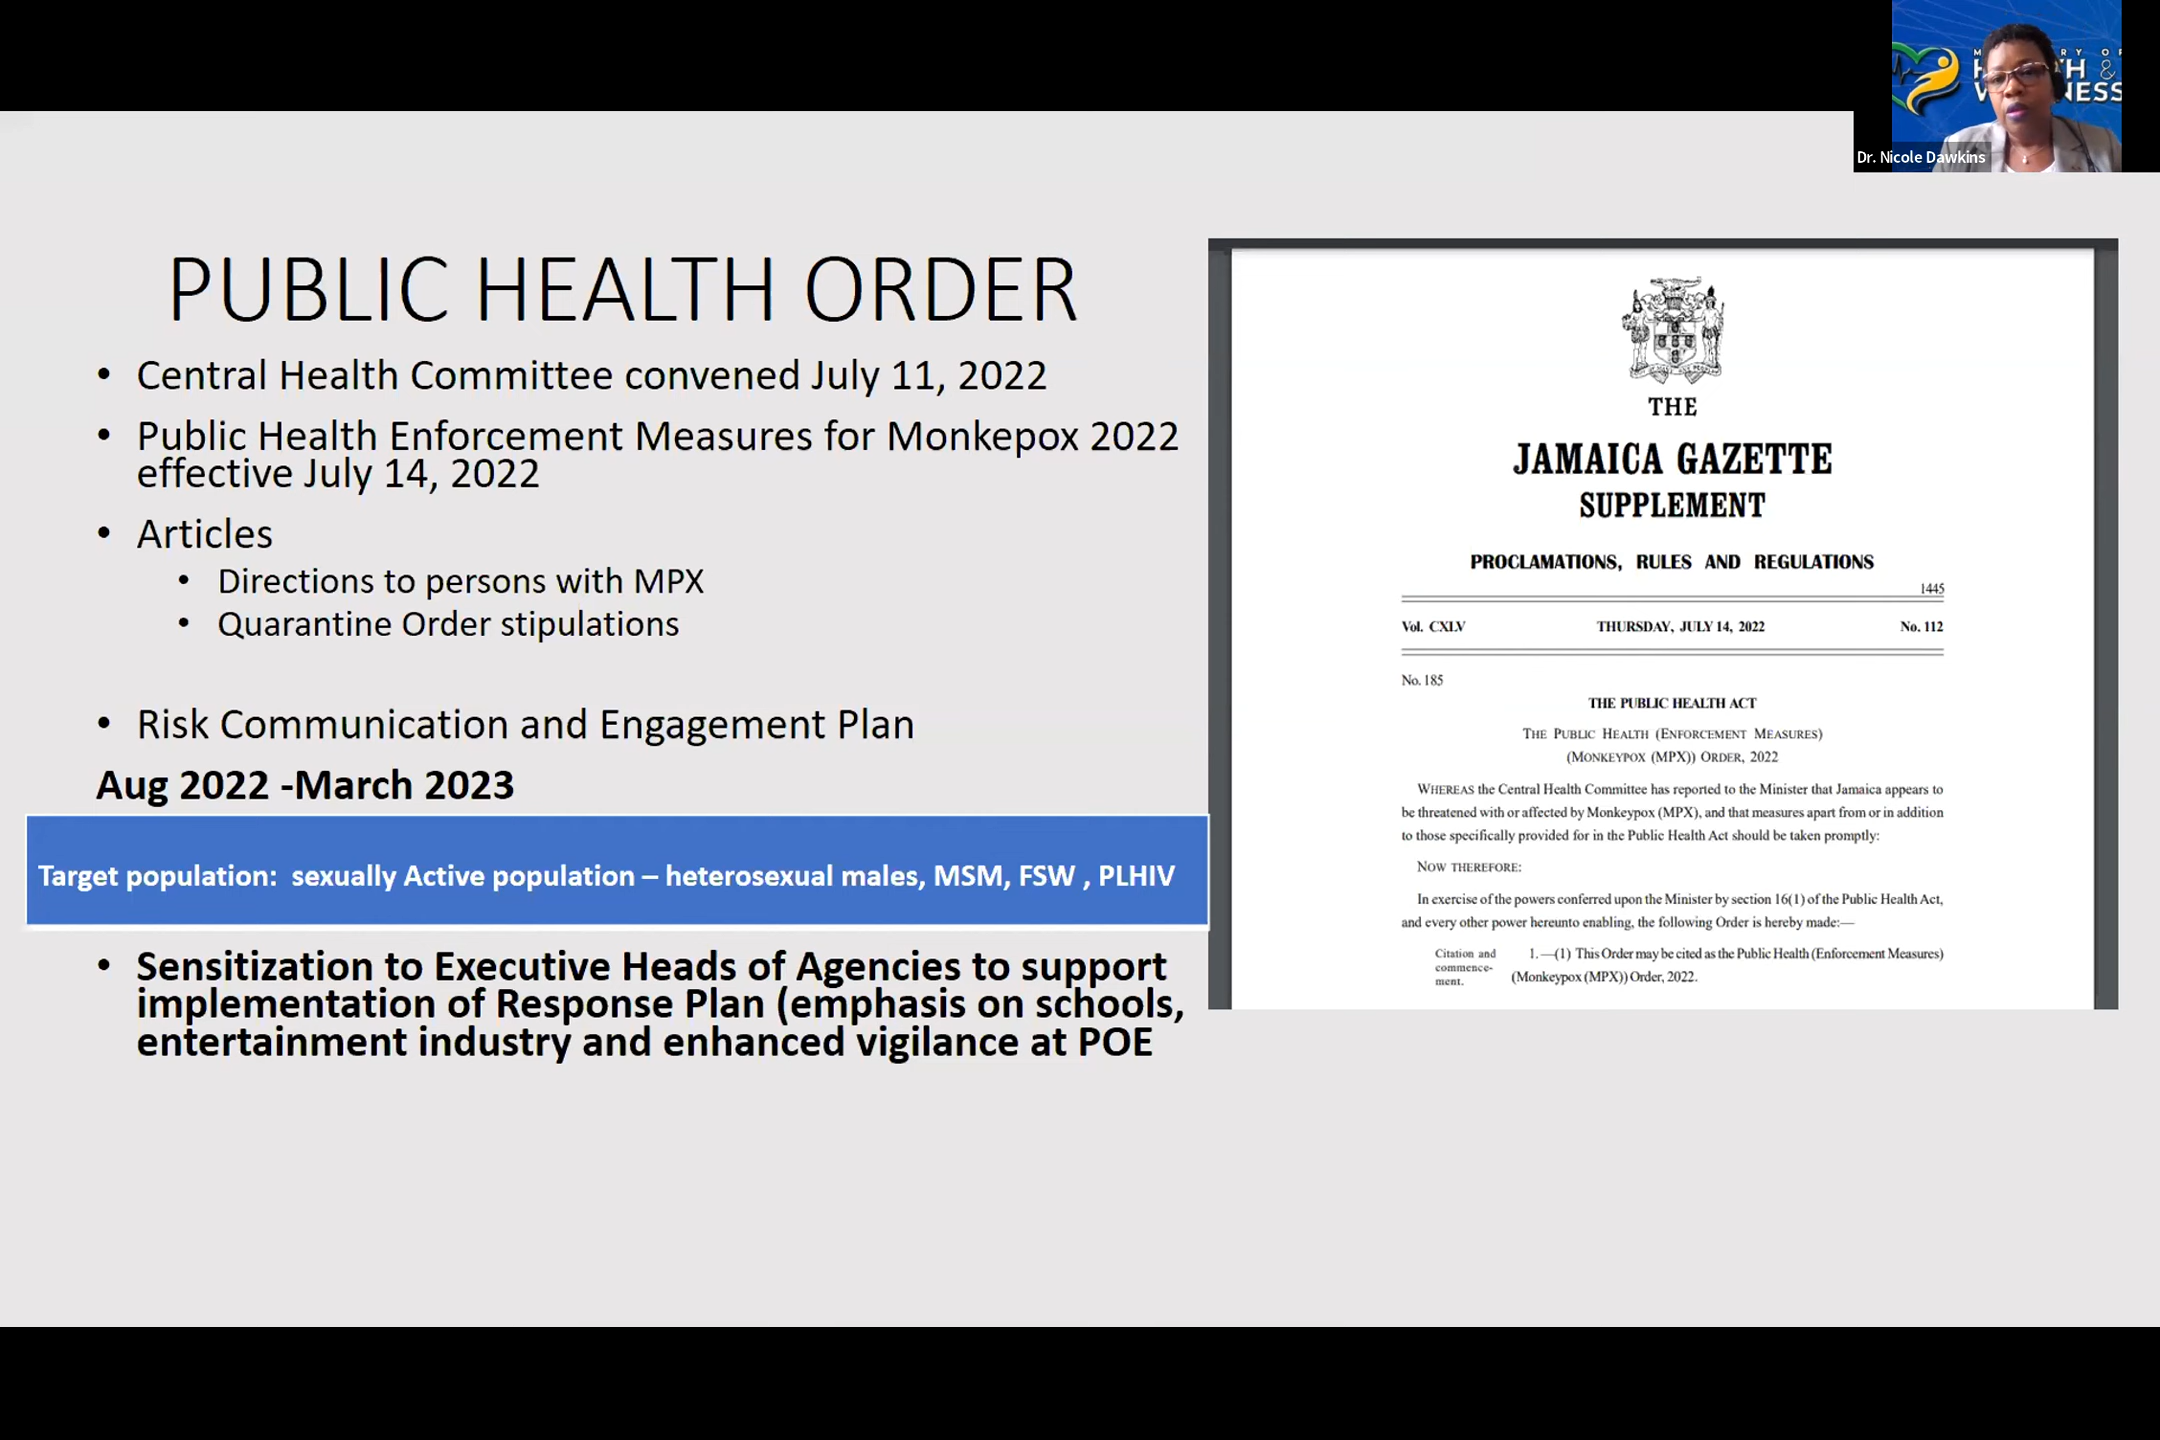 MINISTRY OF
HEALTH &
WELLNESS
Dr. Nicole Dawkins
PUBLIC HEALTH ORDER
• Central Health Committee convened July 11, 2022
• Public Health Enforcement Measures for Monkepox 2022
effective July 14, 2022
• Articles
• Directions to persons with MPX
• Quarantine Order stipulations
• Risk Communication and Engagement Plan
Aug 2022 -March 2023
Target population:  sexually Active population – heterosexual males, MSM, FSW , PLHIV
• Sensitization to Executive Heads of Agencies to support
implementation of Response Plan (emphasis on schools,
entertainment industry and enhanced vigilance at POE
THE
JAMAICA GAZETTE
SUPPLEMENT
PROCLAMATIONS, RULES AND REGULATIONS
1445
Vol. CXLV THURSDAY, JULY 14, 2022 No. 112
No. 185
THE PUBLIC HEALTH ACT
THE PUBLIC HEALTH (ENFORCEMENT MEASURES)
(MONKEYPOX (MPX)) ORDER, 2022
WHEREAS the Central Health Committee has reported to the Minister that Jamaica appears to
be threatened with or affected by Monkeypox (MPX), and that measures apart from or in addition
to those specifically provided for in the Public Health Act should be taken promptly:
NOW THEREFORE:
In exercise of the powers conferred upon the Minister by section 16(1) of the Public Health Act,
and every other power hereunto enabling, the following Order is hereby made:—
Citation and
commence-
ment.
1.—(1) This Order may be cited as the Public Health (Enforcement Measures)
(Monkeypox (MPX)) Order, 2022.